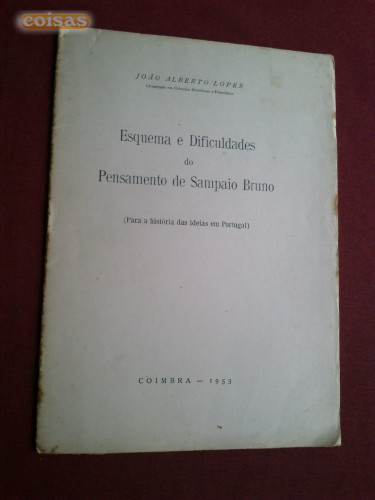 coisas
JOÃO ALBERTO LOPES
Esquema e Dificuldades
do
Pensamento de Sampaio Bruno
(Para a história das ideias em Portugal)
COIMBRA — 1953